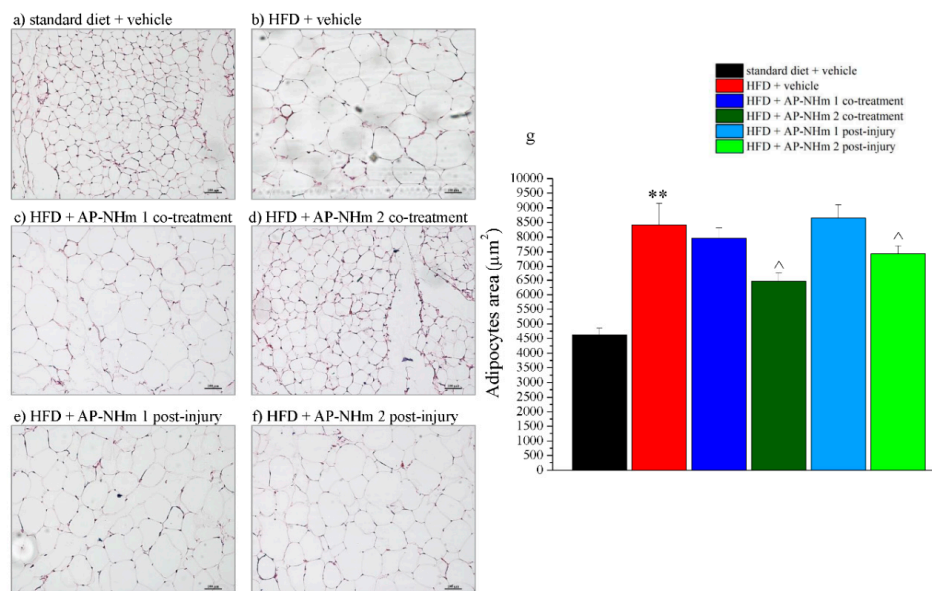 a) standard diet + vehicle
b) HFD + vehicle
c) HFD + AP-NHm 1 co-treatment
d) HFD + AP-NHm 2 co-treatment
e) HFD + AP-NHm 1 post-injury
f) HFD + AP-NHm 2 post-injury
g
standard diet + vehicle
HFD + vehicle
HFD + AP-NHm 1 co-treatment
HFD + AP-NHm 2 co-treatment
HFD + AP-NHm 1 post-injury
HFD + AP-NHm 2 post-injury
Adipocytes area (µm²)
10000
9500
9000
8500
8000
7500
7000
6500
6000
5500
5000
4500
4000
3500
3000
2500
2000
1500
1000
500
0
**
^
^